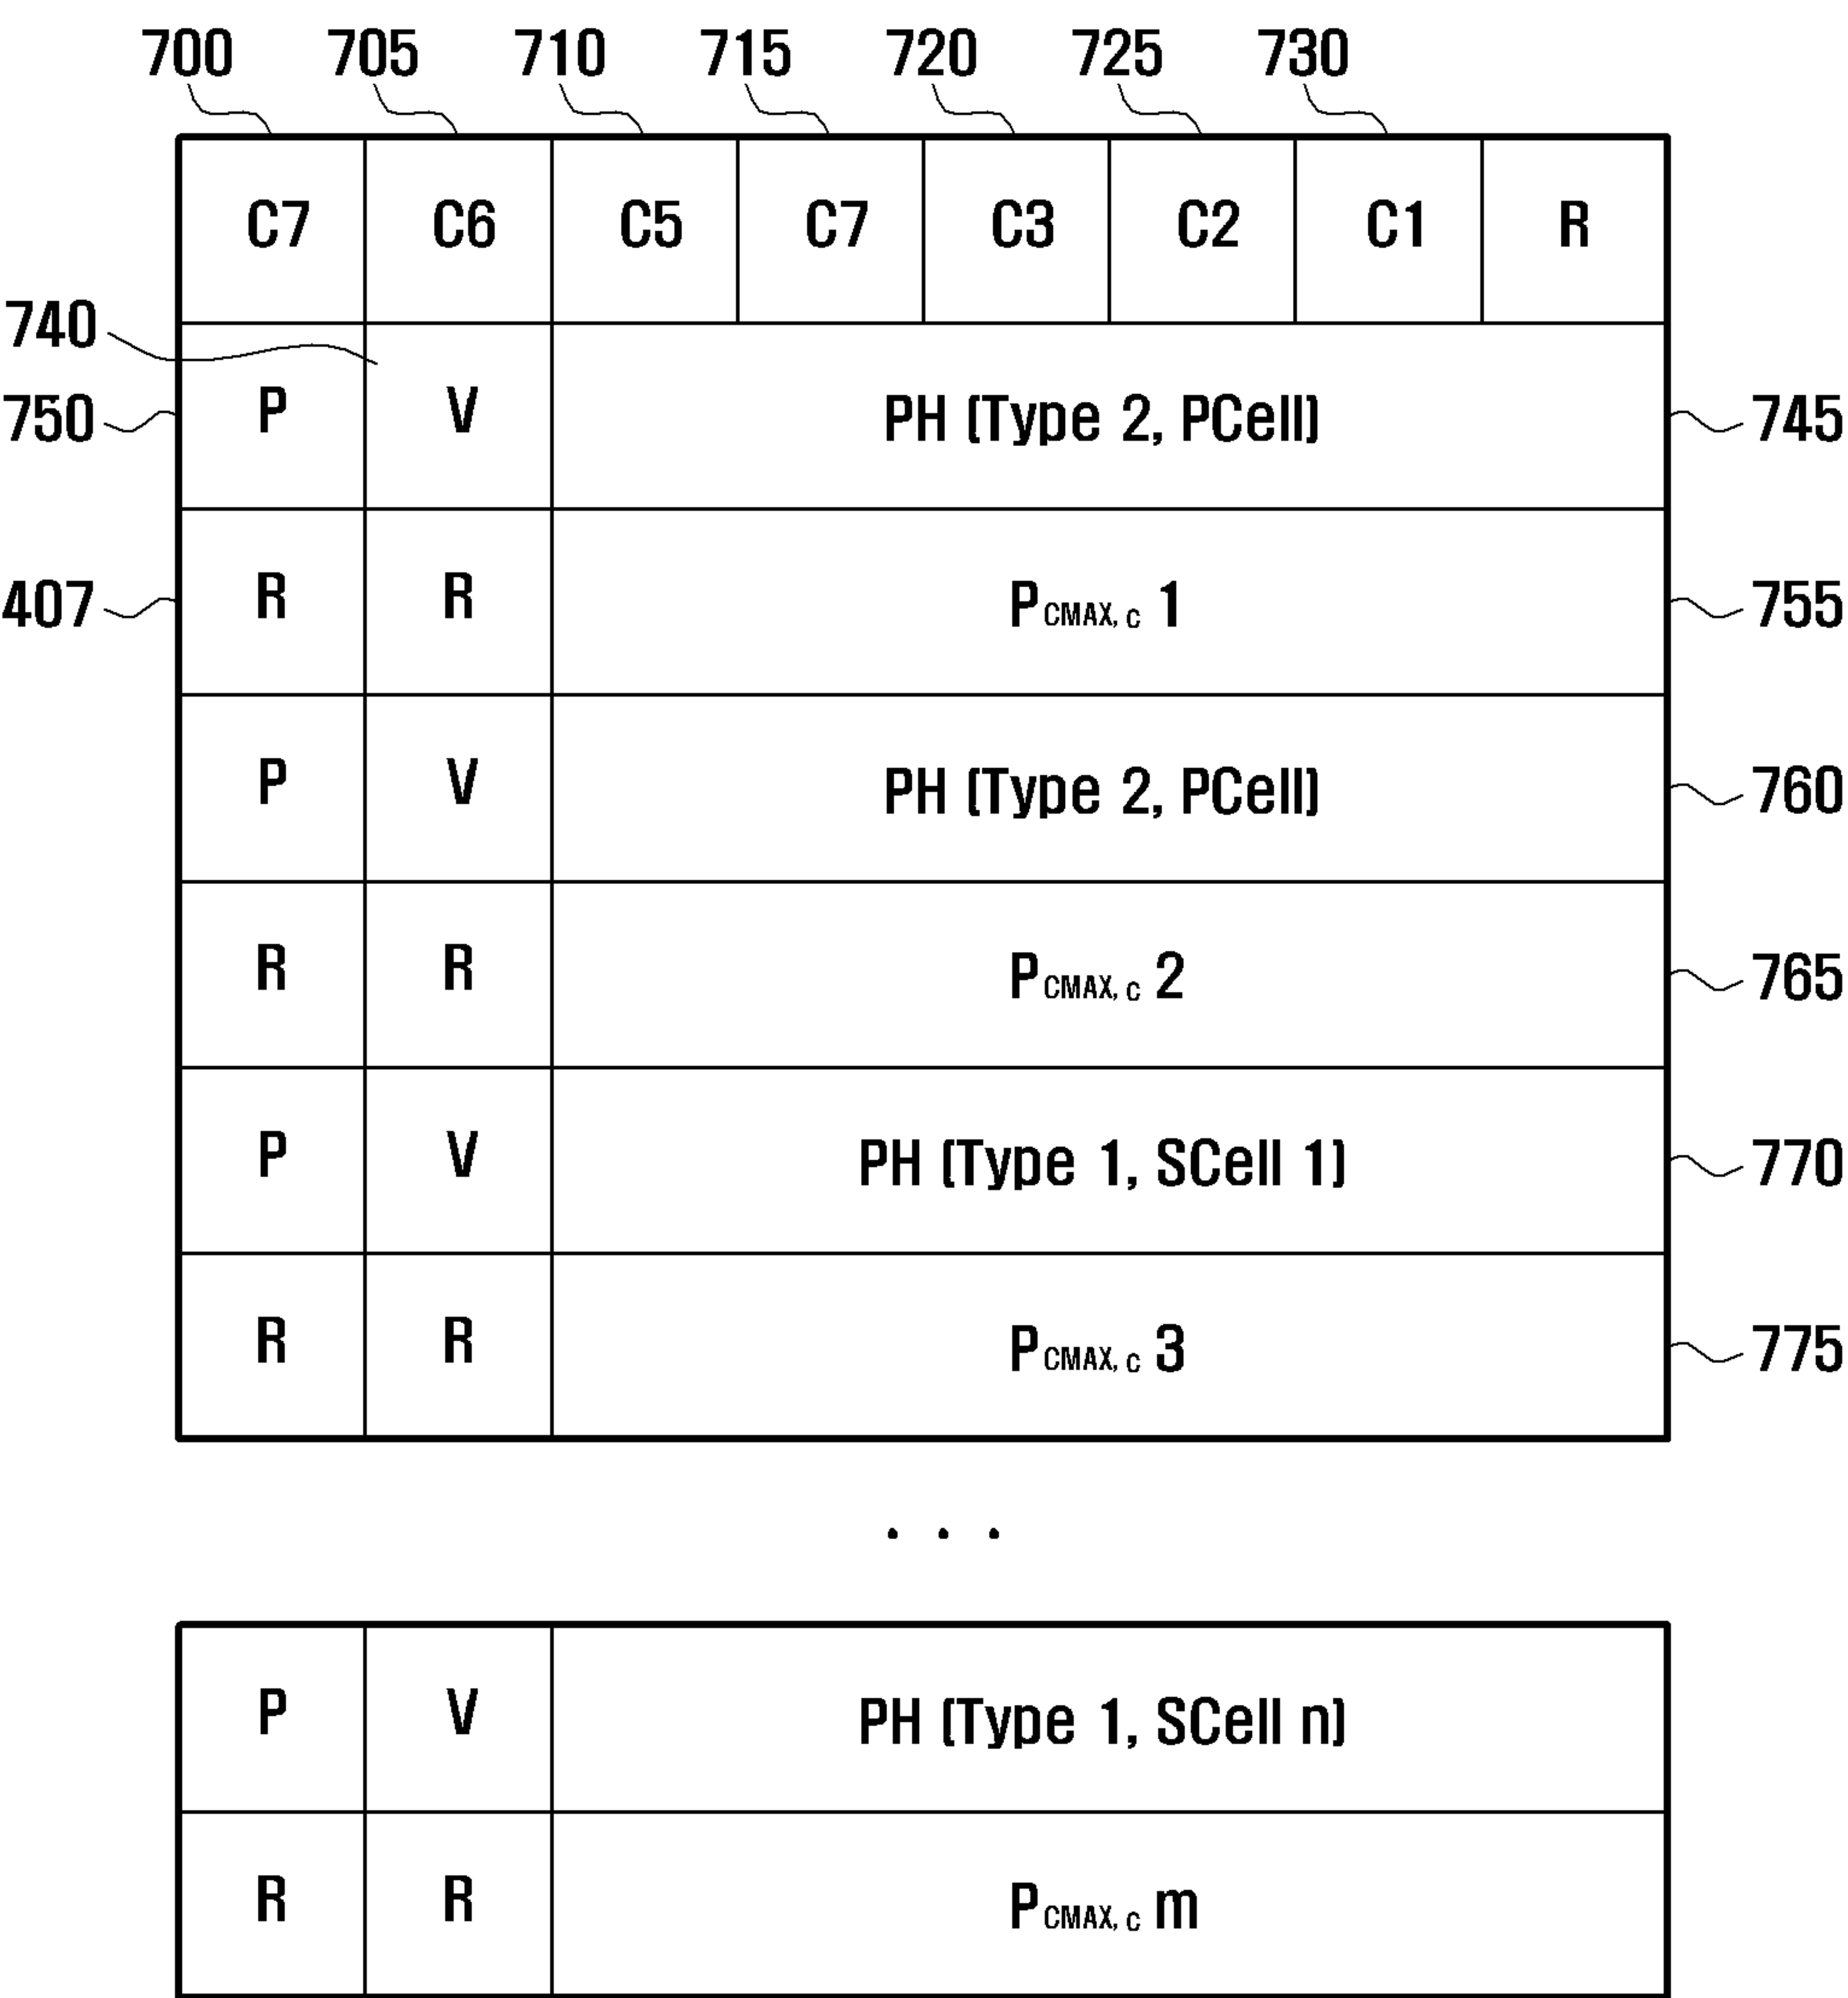 700 705 710 715 720 725 730
C7 C6 C5 C7 C3 C2 C1 R
740
750 P V PH (Type 2, PCell) 745
407 R R PCMAX, c 1 755
P V PH (Type 2, PCell) 760
R R PCMAX, c 2 765
P V PH (Type 1, SCell 1) 770
R R PCMAX, c 3 775
. . .
P V PH (Type 1, SCell n)
R R PCMAX, c m